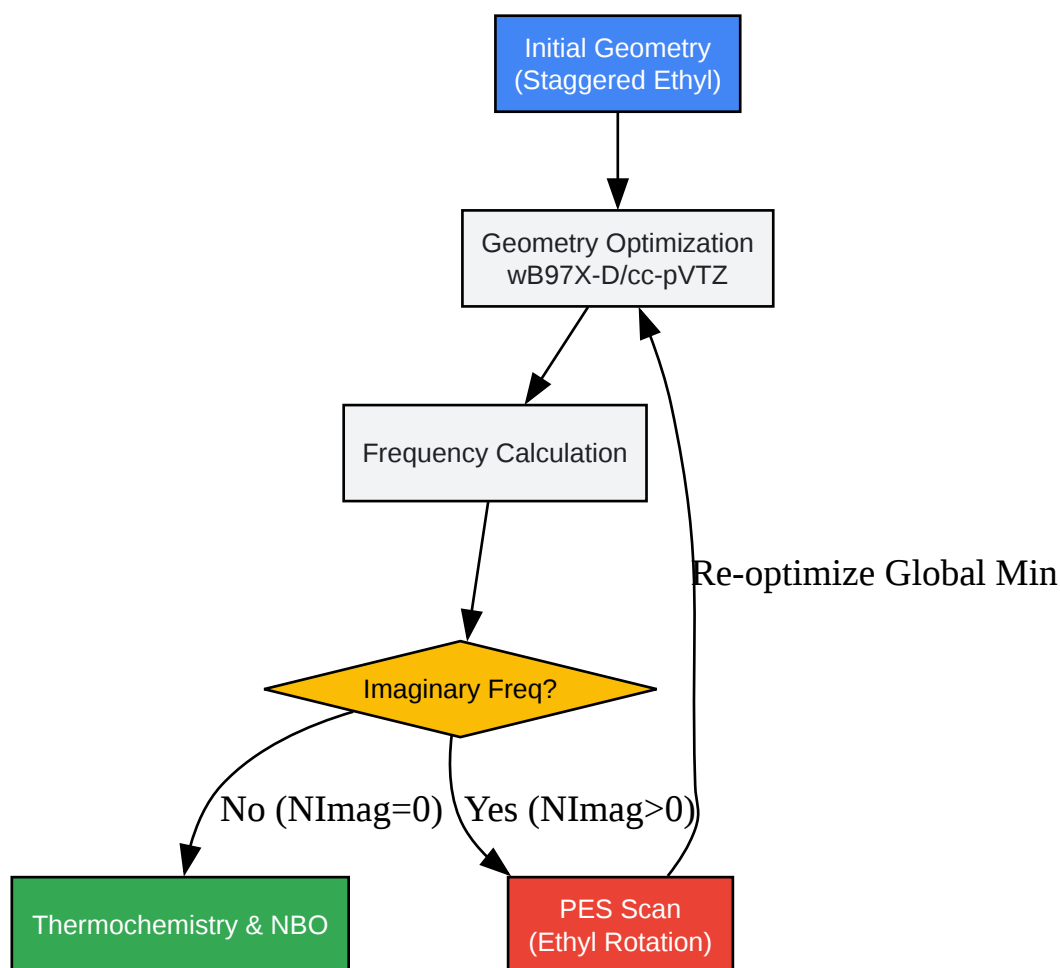 Initial Geometry
(Staggered Ethyl)
Geometry Optimization
wB97X-D/cc-pVTZ
Frequency Calculation
Re-optimize Global Min
Imaginary Freq?
No (NImag=0)
Yes (NImag>0)
Thermochemistry & NBO
PES Scan
(Ethyl Rotation)